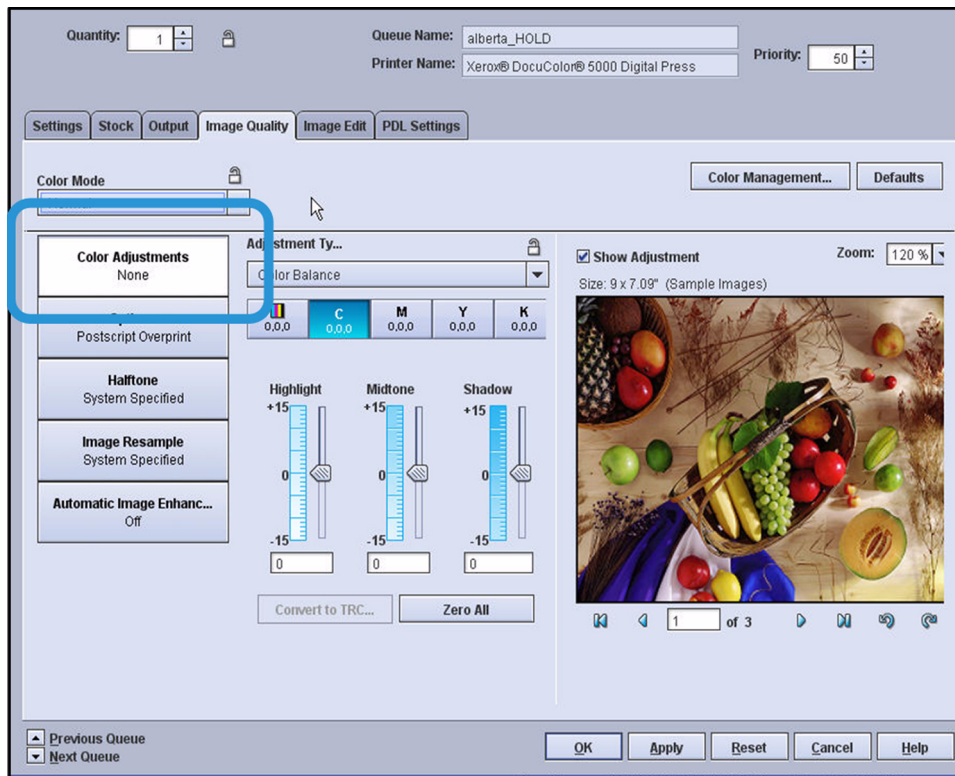 Quantity: 1 Queue Name: alberta_HOLD
Printer Name: Xerox® DocuColor® 5000 Digital Press Priority: 50
Settings Stock Output Image Quality Image Edit PDL Settings
Color Mode Color Management... Defaults
Color Adjustments
None
Postscript Overprint
Halftone
System Specified
Image Resample
System Specified
Automatic Image Enhanc...
Off
Adjustment Ty...
Color Balance
C M Y K
0,0,0 0,0,0 0,0,0 0,0,0 0,0,0
Highlight Midtone Shadow
+15 +15 +15
0 0 0
-15 -15 -15
0 0 0
Convert to TRC... Zero All
Show Adjustment Zoom: 120 %
Size: 9 x 7.09" (Sample Images)
1 of 3
Previous Queue
Next Queue
OK Apply Reset Cancel Help